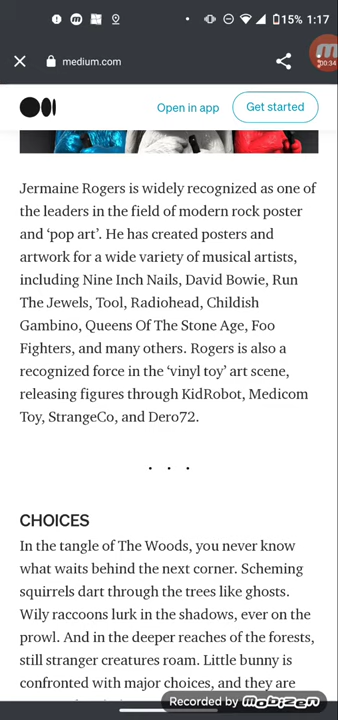 15% 1:17
medium.com
00:34
Open in app
Get started
Jermaine Rogers is widely recognized as one of
the leaders in the field of modern rock poster
and ‘pop art’. He has created posters and
artwork for a wide variety of musical artists,
including Nine Inch Nails, David Bowie, Run
The Jewels, Tool, Radiohead, Childish
Gambino, Queens Of The Stone Age, Foo
Fighters, and many others. Rogers is also a
recognized force in the ‘vinyl toy’ art scene,
releasing figures through KidRobot, Medicom
Toy, StrangeCo, and Dero72.
. . .
CHOICES
In the tangle of The Woods, you never know
what waits behind the next corner. Scheming
squirrels dart through the trees like ghosts.
Wily raccoons lurk in the shadows, ever on the
prowl. And in the deeper reaches of the forests,
still stranger creatures roam. Little bunny is
confronted with major choices, and they are
Recorded by mobizen